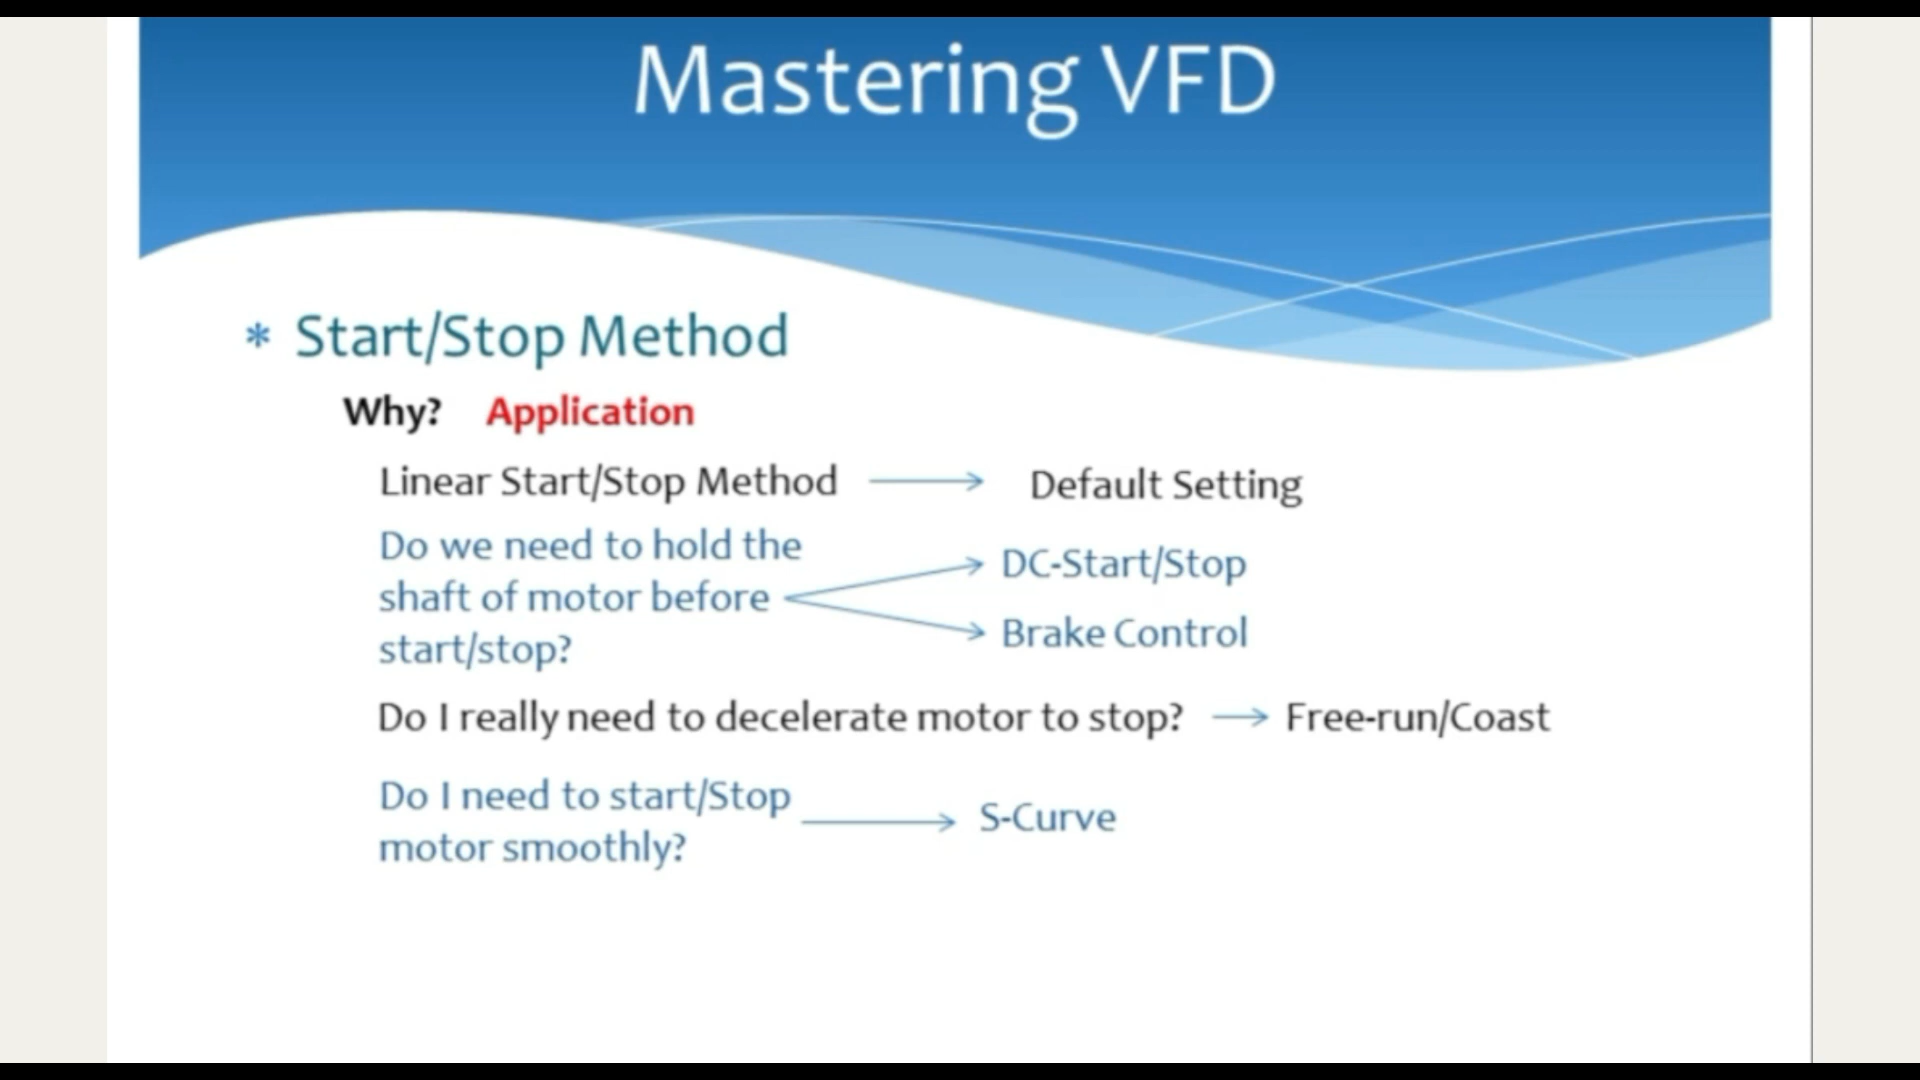 Mastering VFD
* Start/Stop Method
Why? Application
Linear Start/Stop Method → Default Setting
Do we need to hold the
shaft of motor before
start/stop?
DC-Start/Stop
Brake Control
Do I really need to decelerate motor to stop? → Free-run/Coast
Do I need to start/Stop
motor smoothly?
S-Curve